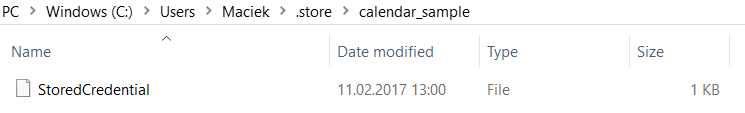 PC > Windows (C:) > Users > Maciek > .store > calendar_sample
Name Date modified Type Size
StoredCredential 11.02.2017 13:00 File 1 KB